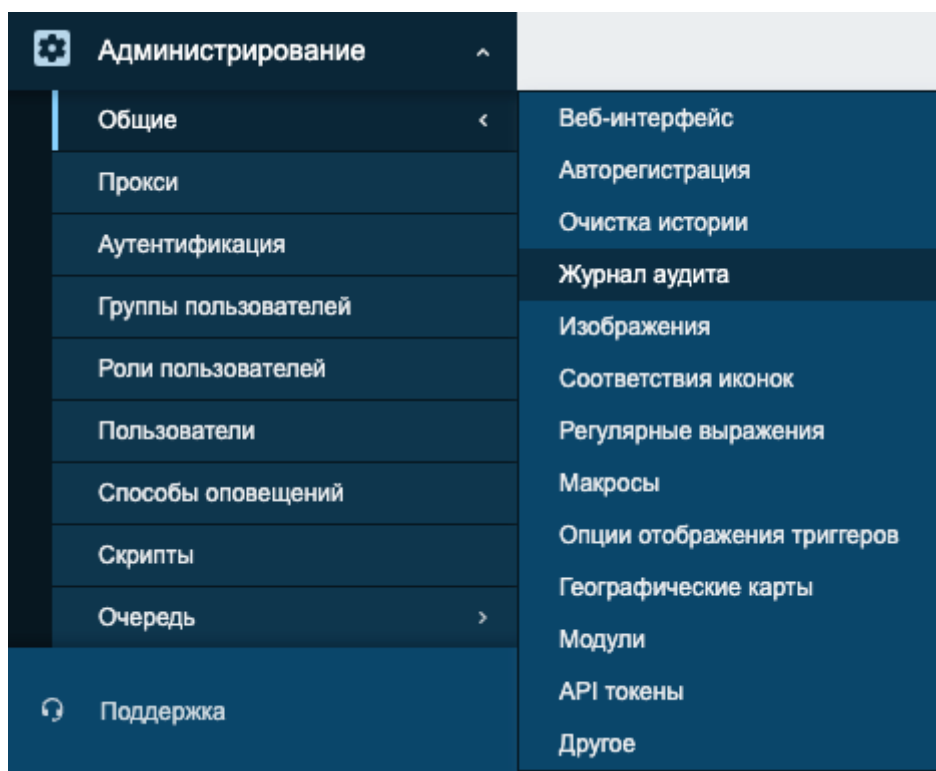 Администрирование
Общие
Прокси
Аутентификация
Группы пользователей
Роли пользователей
Пользователи
Способы оповещений
Скрипты
Очередь
Поддержка
Веб-интерфейс
Авторегистрация
Очистка истории
Журнал аудита
Изображения
Соответствия иконок
Регулярные выражения
Макросы
Опции отображения триггеров
Географические карты
Модули
API токены
Другое